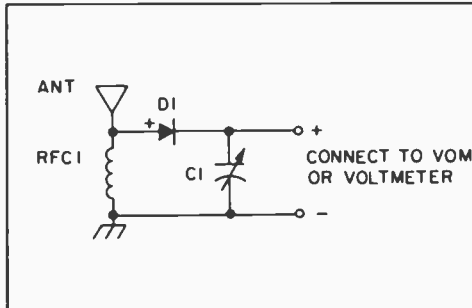 ANT
D1
+
+
RFC1
C1
CONNECT TO VOM
OR VOLTMETER
-